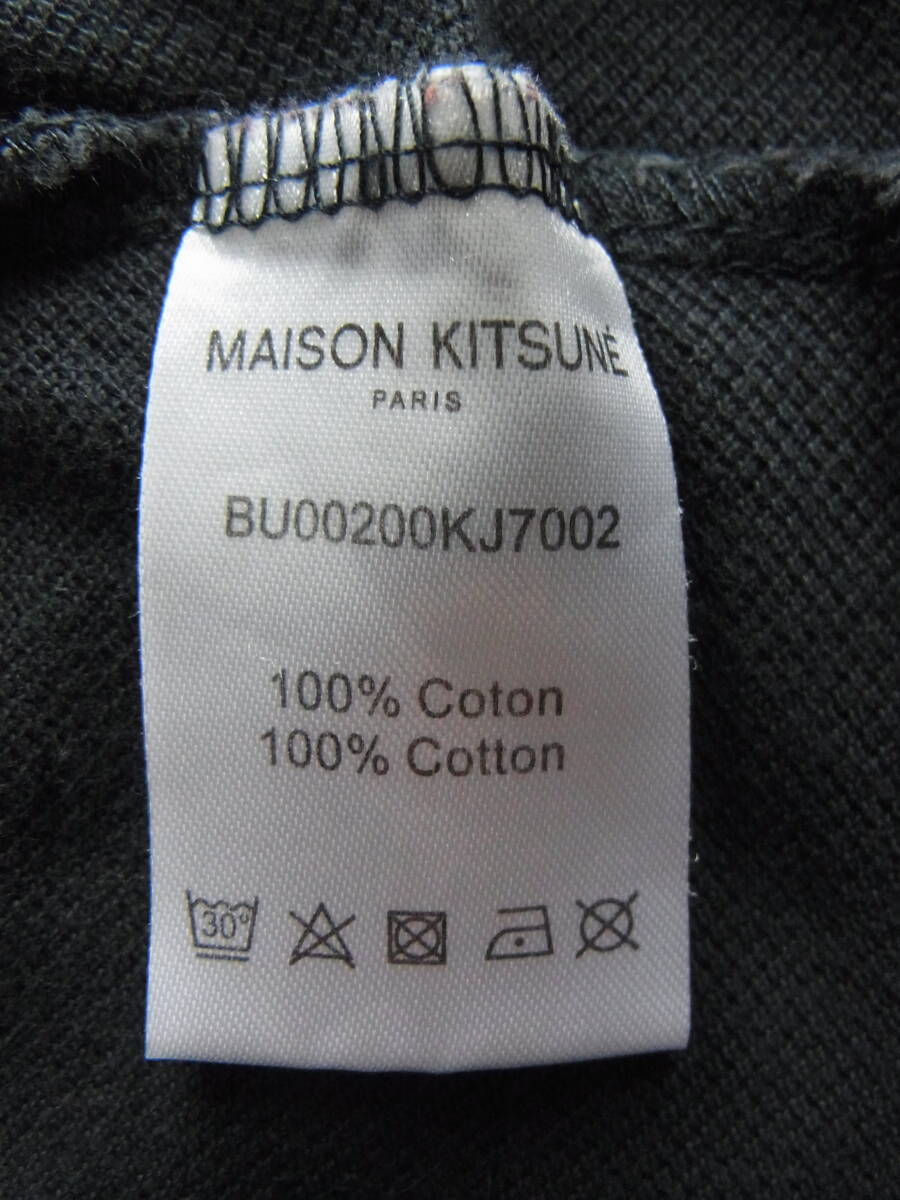 MAISON KITSUNÉ
PARIS
BU00200KJ7002
100% Coton
100% Cotton
30°